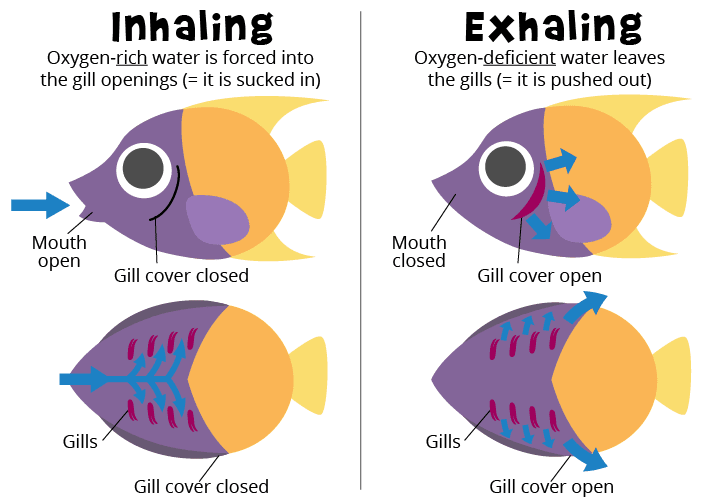 Inhaling
Oxygen-rich water is forced into
the gill openings (= it is sucked in)
Mouth
open
Gill cover closed
Gills
Gill cover closed
Exhaling
Oxygen-deficient water leaves
the gills (= it is pushed out)
Mouth
closed
Gill cover open
Gills
Gill cover open